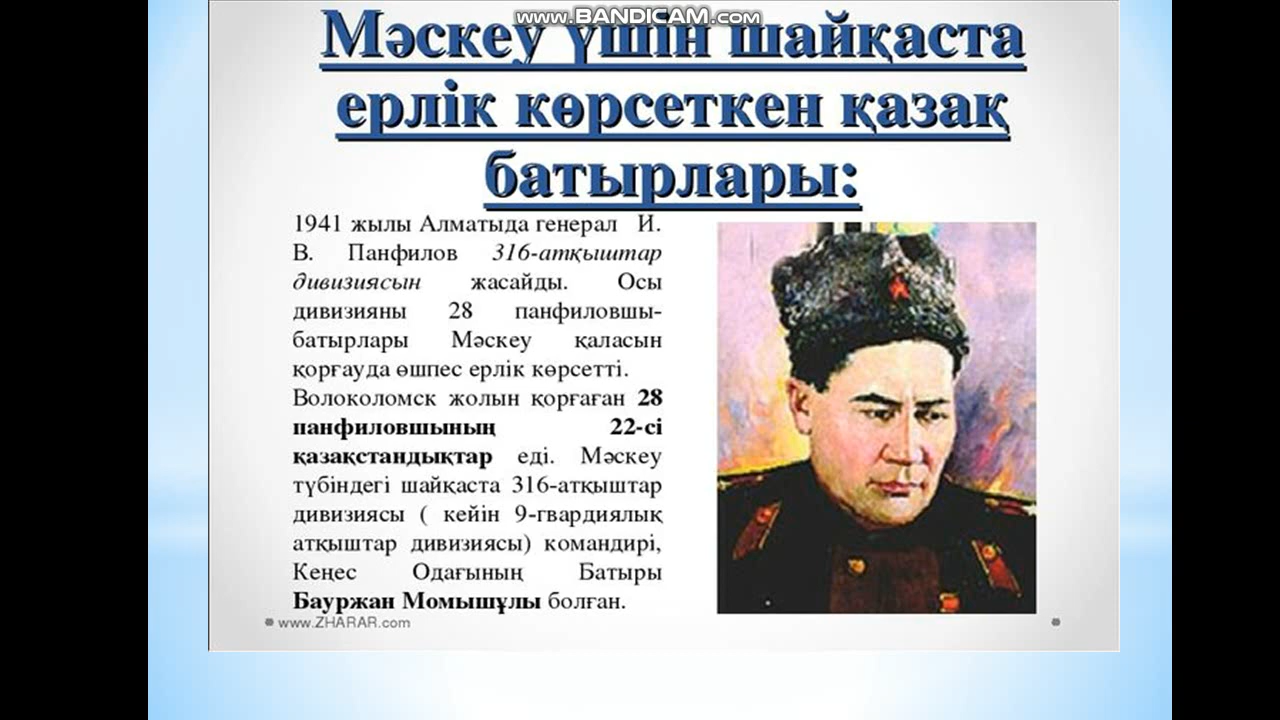 www.BANDICAM.com
Мәскеу үшін шайқаста
ерлік көрсеткен қазақ
батырлары:
1941 жылы Алматыда генерал И.
В. Панфилов 316-атқыштар
дивизиясын жасайды. Осы
дивизияны 28 панфиловшы-
батырлары Мәскеу қаласын
қорғауда өшпес ерлік көрсетті.
Волоколомск жолын қорғаған 28
панфиловшының 22-сі
қазақстандықтар еді. Мәскеу
түбіндегі шайқаста 316-атқыштар
дивизиясы ( кейін 9-гвардиялық
атқыштар дивизиясы) командирі,
Кеңес Одағының Батыры
Бауржан Момышұлы болған.
www.ZHARAR.com